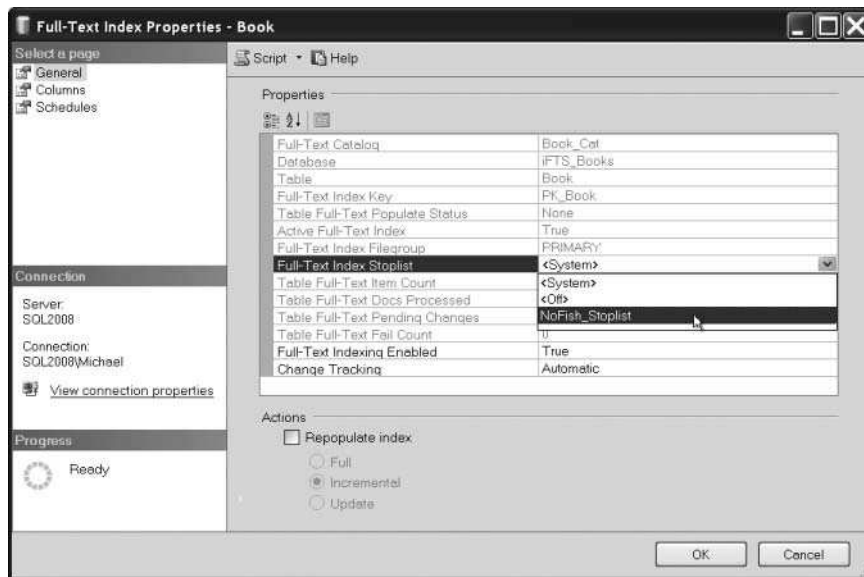 Full-Text Index Properties - Book
Select a page
General
Columns
Schedules
Script
Help
Properties
Full-Text Catalog Book_Cat
Database iFTS_Books
Table Book
Full-Text Index Key PK_Book
Table Full-Text Populate Status None
Active Full-Text Index True
Full-Text Index Filegroup PRIMARY
Full-Text Index Stoplist <System>
Table Full-Text Item Count <System>
Table Full-Text Docs Processed <Off>
Table Full-Text Pending Changes NoFish_Stoplist
Table Full-Text Fail Count 0
Full-Text Indexing Enabled True
Change Tracking Automatic
Connection
Server:
SQL2008
Connection:
SQL2008\Michael
View connection properties
Progress
Ready
Actions
Repopulate index
Full
Incremental
Update
OK
Cancel